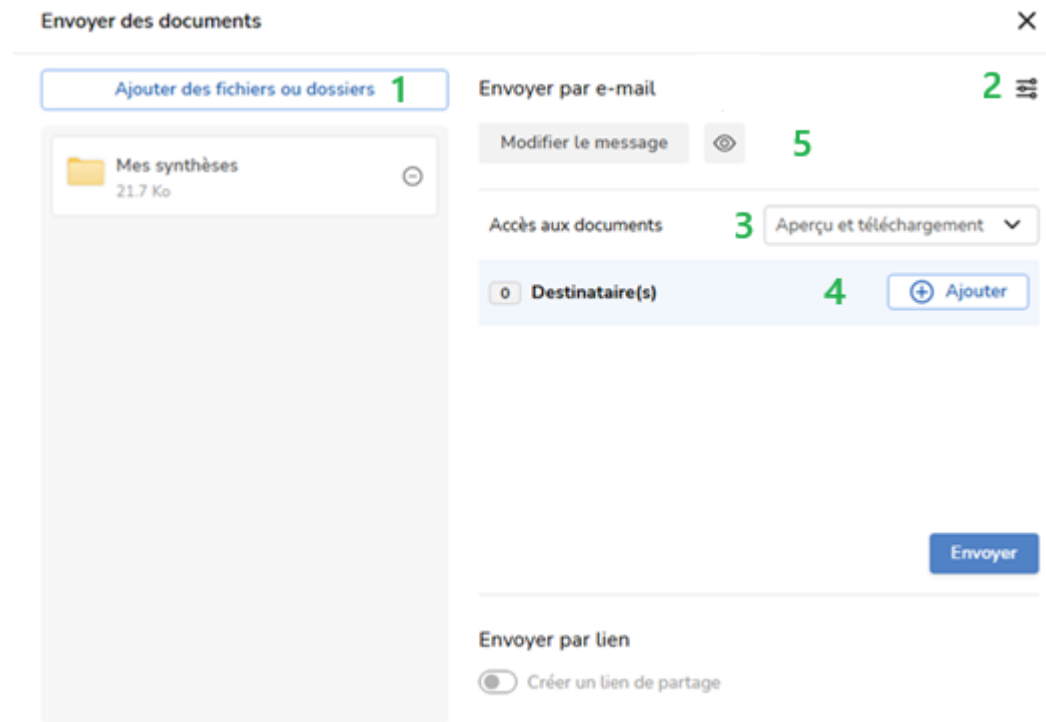 Envoyer des documents
Ajouter des fichiers ou dossiers 1
Mes synthèses
21.7 Ko
Envoyer par e-mail 2
Modifier le message 5
Accès aux documents 3 Aperçu et téléchargement
0 Destinataire(s) 4 Ajouter
Envoyer
Envoyer par lien
Créer un lien de partage